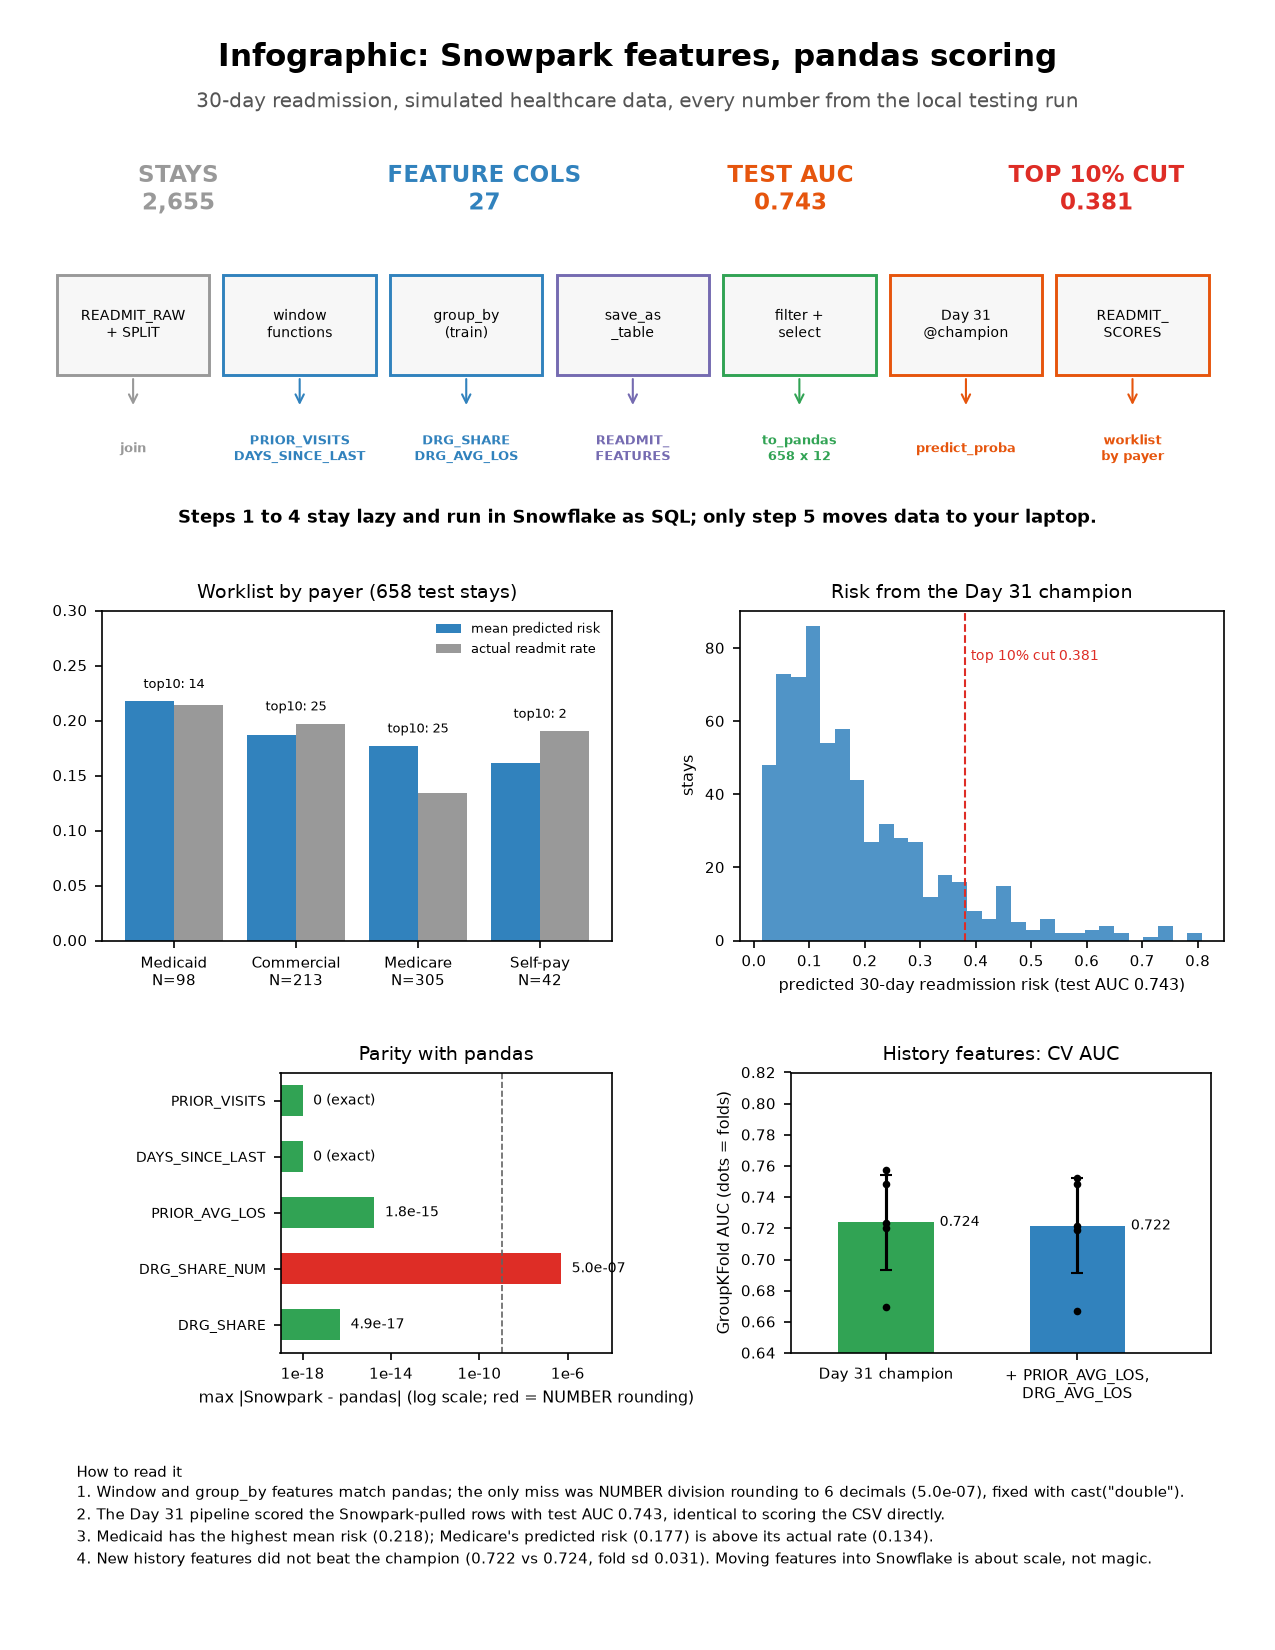 Infographic: Snowpark features, pandas scoring
30-day readmission, simulated healthcare data, every number from the local testing run
STAYS
2,655
FEATURE COLS
27
TEST AUC
0.743
TOP 10% CUT
0.381
READMIT_RAW
+ SPLIT
window
functions
group_by
(train)
save_as
_table
filter +
select
Day 31
@champion
READMIT_
SCORES
join
PRIOR_VISITS
DAYS_SINCE_LAST
DRG_SHARE
DRG_AVG_LOS
READMIT_
FEATURES
to_pandas
658 x 12
predict_proba
worklist
by payer
Steps 1 to 4 stay lazy and run in Snowflake as SQL; only step 5 moves data to your laptop.
Worklist by payer (658 test stays)
0.30
0.25
0.20
0.15
0.10
0.05
0.00
mean predicted risk
actual readmit rate
top10: 14
top10: 25
top10: 25
top10: 2
Medicaid
N=98
Commercial
N=213
Medicare
N=305
Self-pay
N=42
Risk from the Day 31 champion
stays
80
60
40
20
0
top 10% cut 0.381
0.0 0.1 0.2 0.3 0.4 0.5 0.6 0.7 0.8
predicted 30-day readmission risk (test AUC 0.743)
Parity with pandas
PRIOR_VISITS
0 (exact)
DAYS_SINCE_LAST
0 (exact)
PRIOR_AVG_LOS
1.8e-15
DRG_SHARE_NUM
5.0e-07
DRG_SHARE
4.9e-17
1e-18 1e-14 1e-10 1e-6
max |Snowpark - pandas| (log scale; red = NUMBER rounding)
History features: CV AUC
GroupKFold AUC (dots = folds)
0.82
0.80
0.78
0.76
0.74
0.72
0.70
0.68
0.66
0.64
0.724
0.722
Day 31 champion
+ PRIOR_AVG_LOS,
DRG_AVG_LOS
How to read it
1. Window and group_by features match pandas; the only miss was NUMBER division rounding to 6 decimals (5.0e-07), fixed with cast("double").
2. The Day 31 pipeline scored the Snowpark-pulled rows with test AUC 0.743, identical to scoring the CSV directly.
3. Medicaid has the highest mean risk (0.218); Medicare's predicted risk (0.177) is above its actual rate (0.134).
4. New history features did not beat the champion (0.722 vs 0.724, fold sd 0.031). Moving features into Snowflake is about scale, not magic.